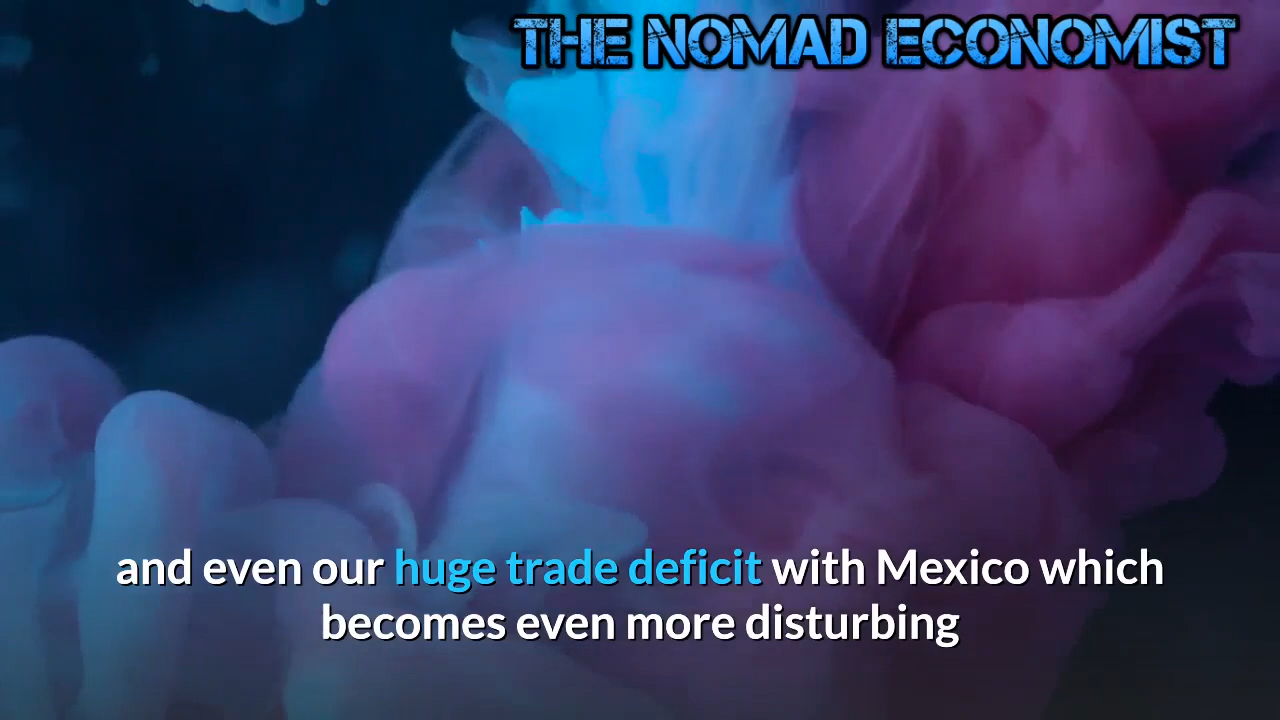 THE NOMAD ECONOMIST
and even our huge trade deficit with Mexico which
becomes even more disturbing